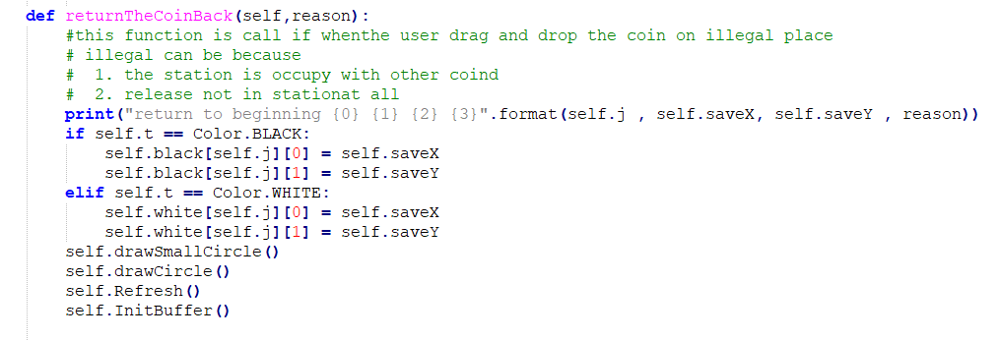 def returnTheCoinBack(self,reason):
#this function is call if whenthe user drag and drop the coin on illegal place
# illegal can be because
#  1. the station is occupy with other coind
#  2. release not in stationat all
print("return to beginning {0} {1} {2} {3}".format(self.j , self.saveX, self.saveY , reason))
if self.t == Color.BLACK:
self.black[self.j][0] = self.saveX
self.black[self.j][1] = self.saveY
elif self.t == Color.WHITE:
self.white[self.j][0] = self.saveX
self.white[self.j][1] = self.saveY
self.drawSmallCircle()
self.drawCircle()
self.Refresh()
self.InitBuffer()